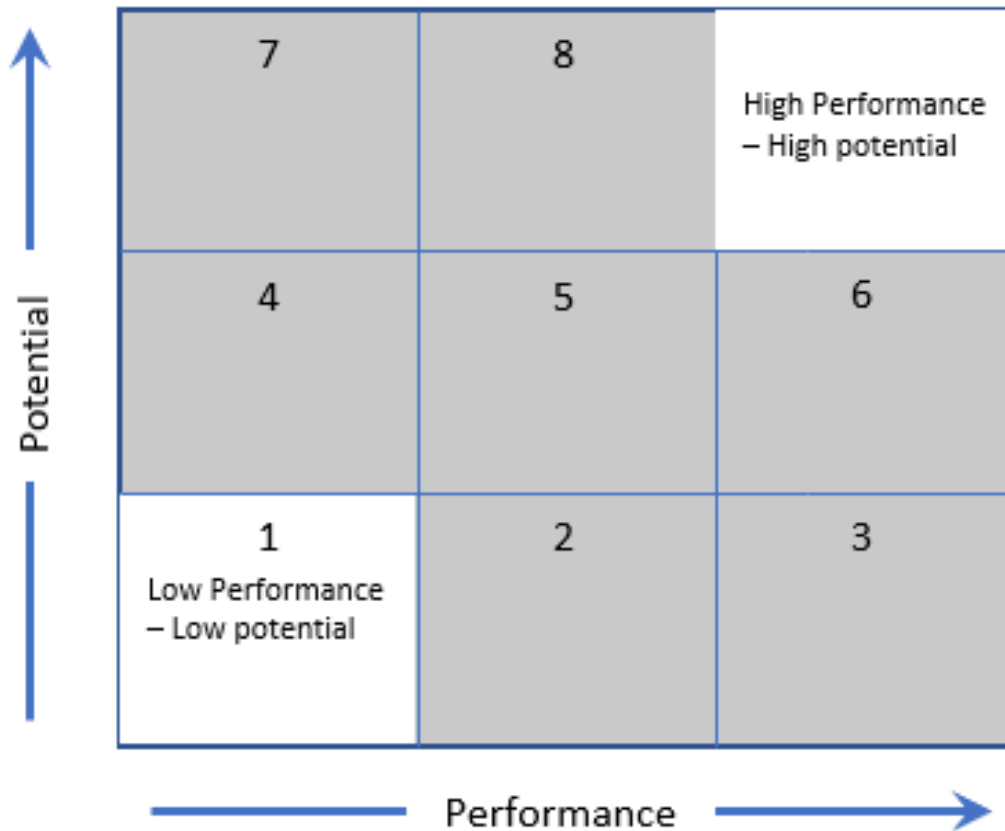 7
8
High Performance
– High potential
4
5
6
Potential
1
Low Performance
– Low potential
2
3
Performance